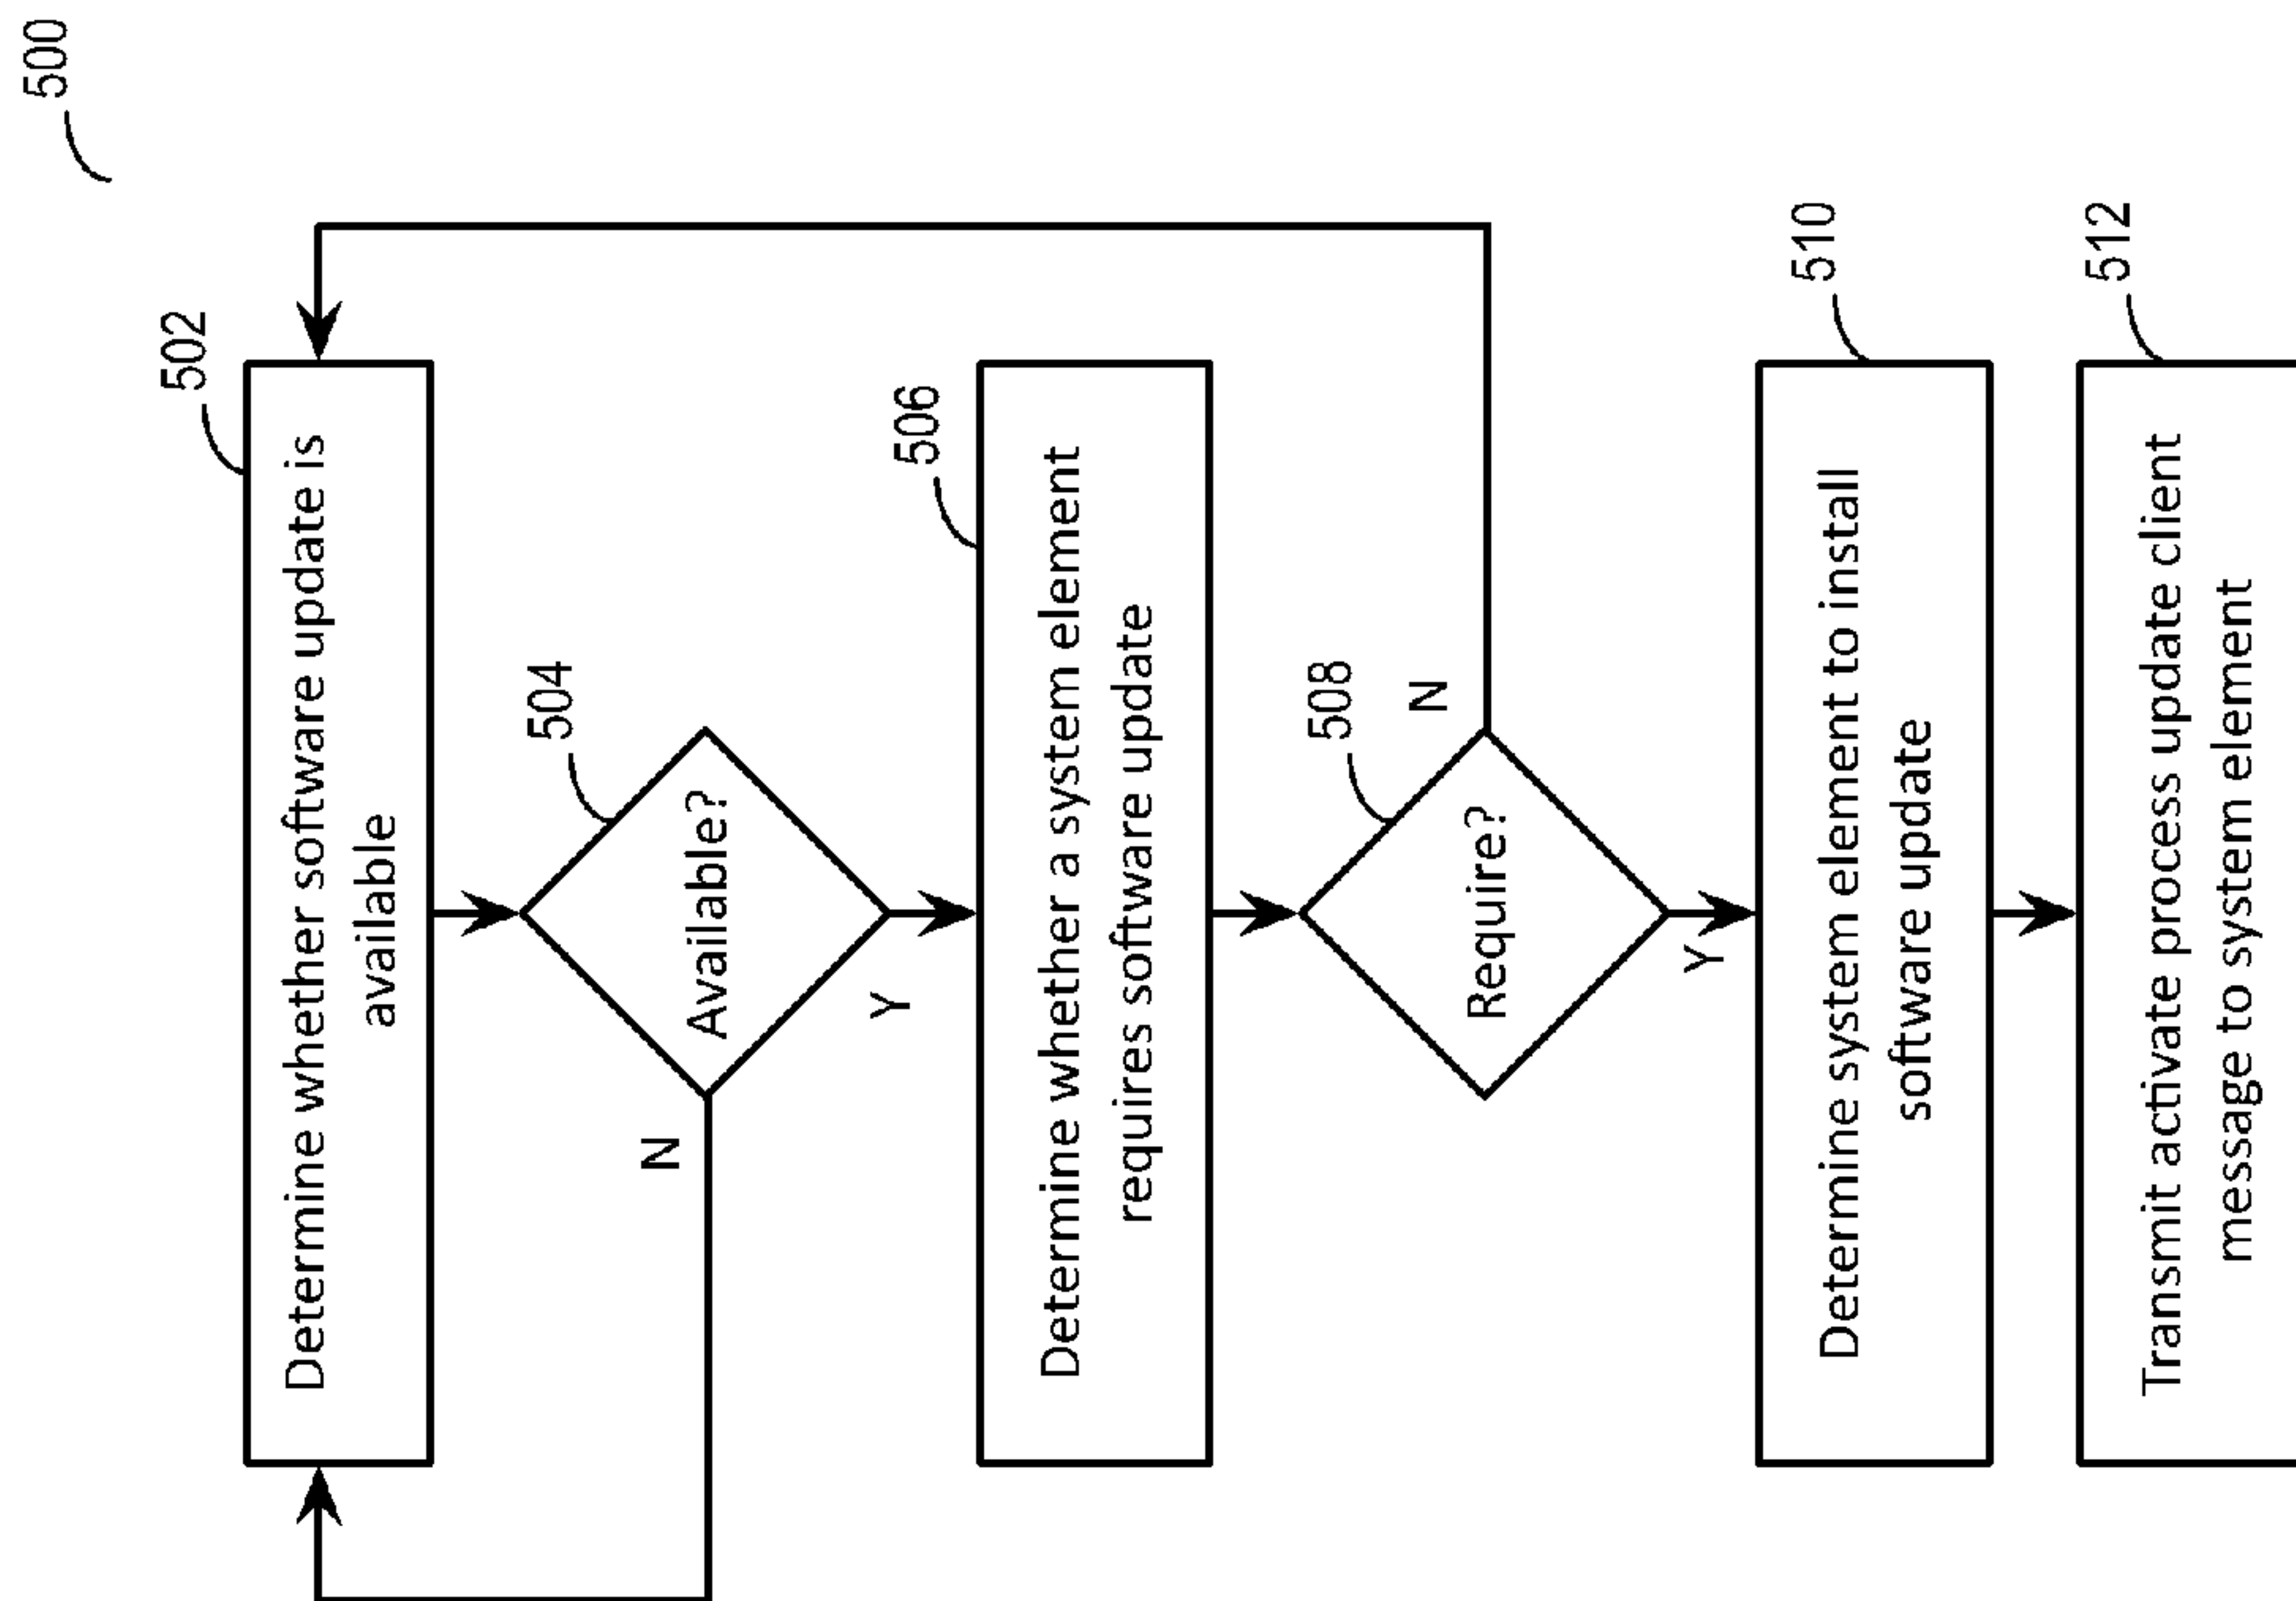 500
502
Determine whether software update is
available
504
Available?
N
Y
506
Determine whether a system element
requires software update
508
Require?
N
Y
510
Determine system element to install
software update
512
Transmit activate process update client
message to system element